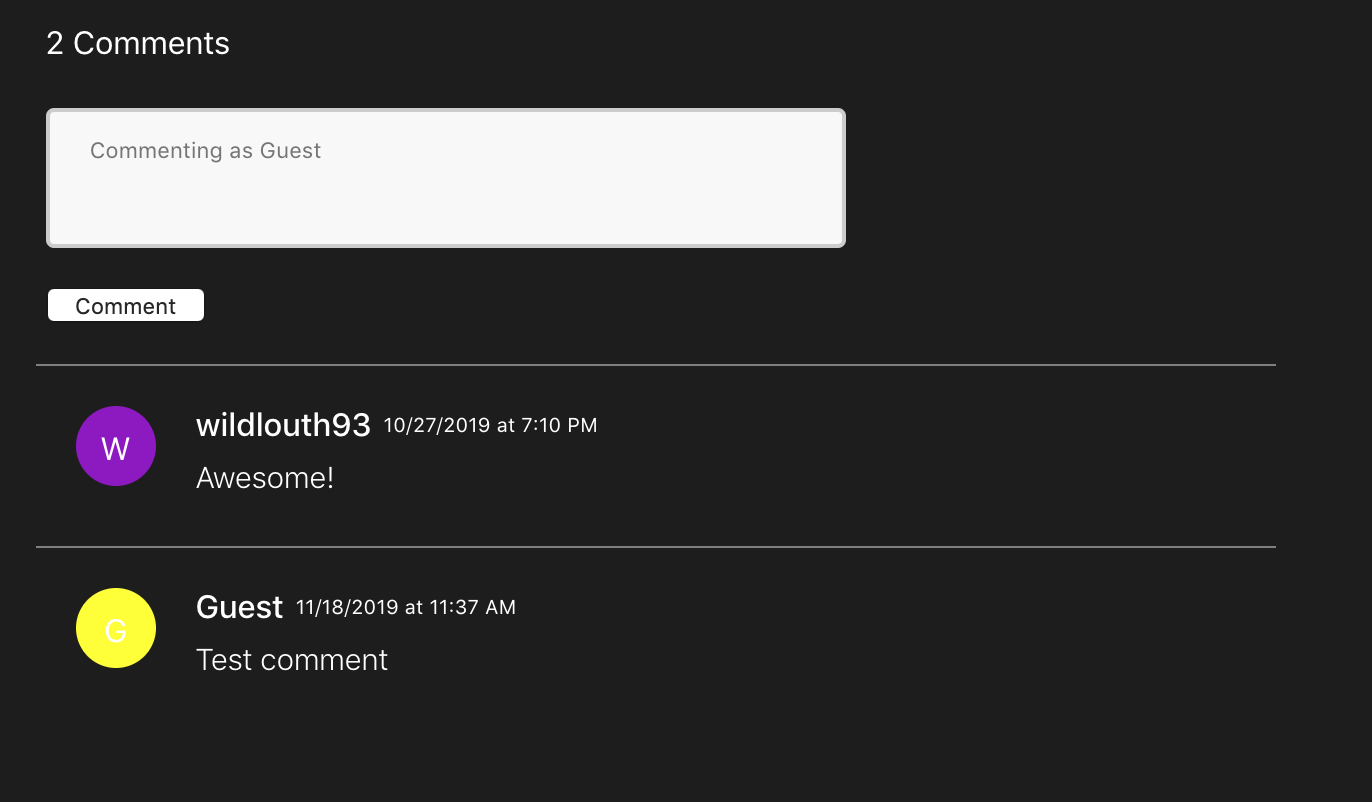 2 Comments
Commenting as Guest
Comment
W
wildlouth93 10/27/2019 at 7:10 PM
Awesome!
G
Guest 11/18/2019 at 11:37 AM
Test comment